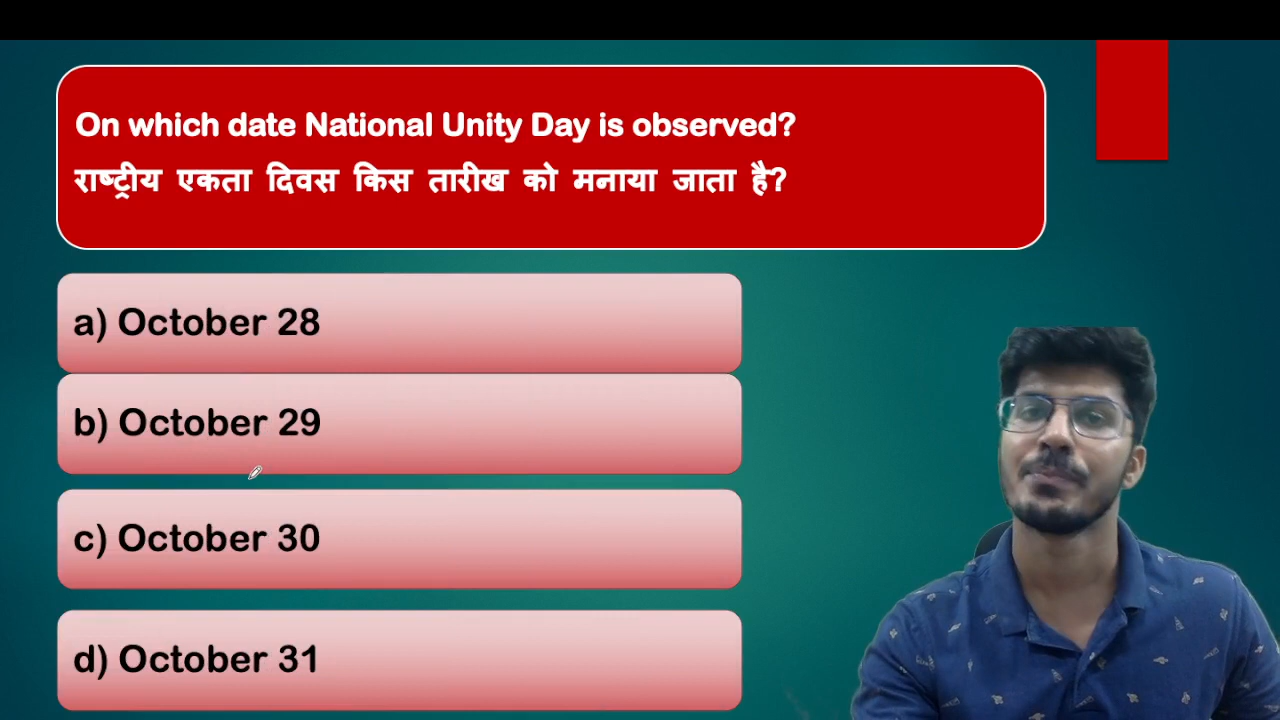 On which date National Unity Day is observed?
राष्ट्रीय एकता दिवस किस तारीख को मनाया जाता है?
a) October 28
b) October 29
c) October 30
d) October 31